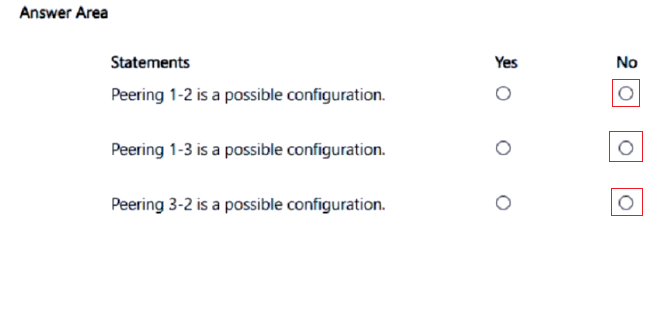 Answer Area
Statements Yes No
Peering 1-2 is a possible configuration.
Peering 1-3 is a possible configuration.
Peering 3-2 is a possible configuration.